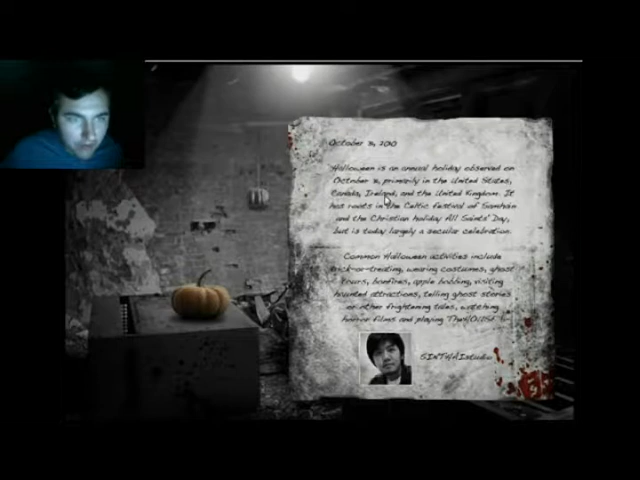 October 31, 2010
Halloween is an annual holiday observed on
October 31, primarily in the United States,
Canada, Ireland, and the United Kingdom. It
has roots in the Celtic festival of Samhain
and the Christian holiday All Saints' Day,
but is today largely a secular celebration.
Common Halloween activities include
trick-or-treating, wearing costumes, ghost
tours, bonfires, apple bobbing, visiting
haunted attractions, telling ghost stories
or other frightening tales, watching
horror films and playing TheHOUSE
SINTHAIstudio